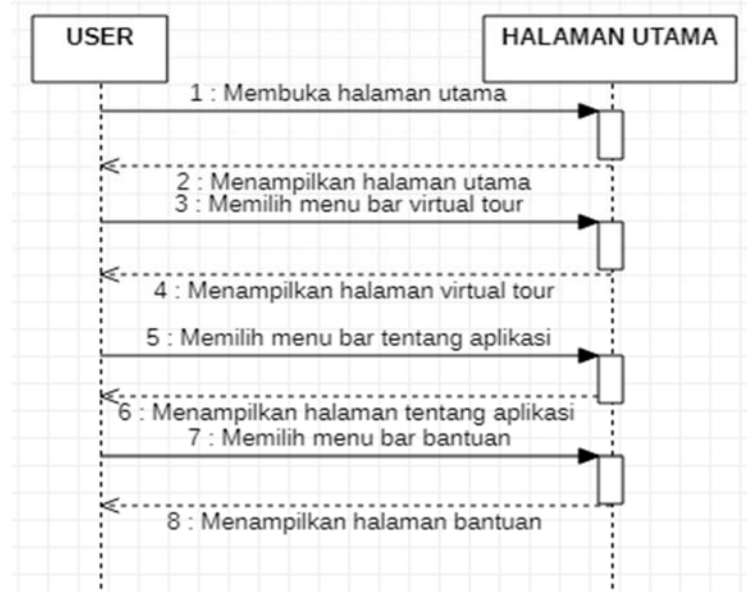 USER
HALAMAN UTAMA
1 : Membuka halaman utama
2 : Menampilkan halaman utama
3 : Memilih menu bar virtual tour
4 : Menampilkan halaman virtual tour
5 : Memilih menu bar tentang aplikasi
6 : Menampilkan halaman tentang aplikasi
7 : Memilih menu bar bantuan
8 : Menampilkan halaman bantuan